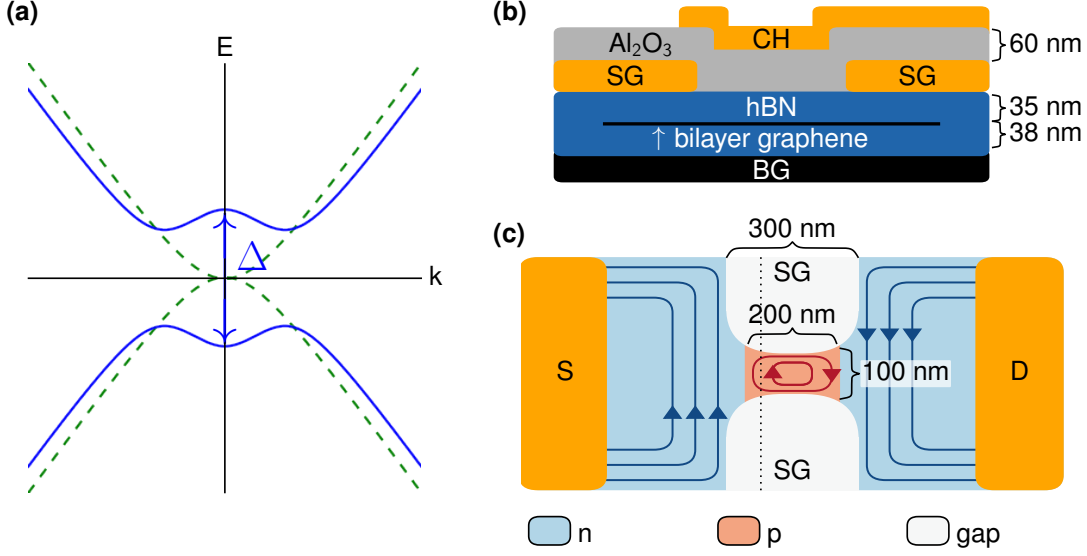 (a)
E
k
Δ
(b)
CH
Al₂O₃
60 nm
SG
SG
hBN
35 nm
↑ bilayer graphene
38 nm
BG
(c)
300 nm
SG
200 nm
S
100 nm
D
SG
n
p
gap